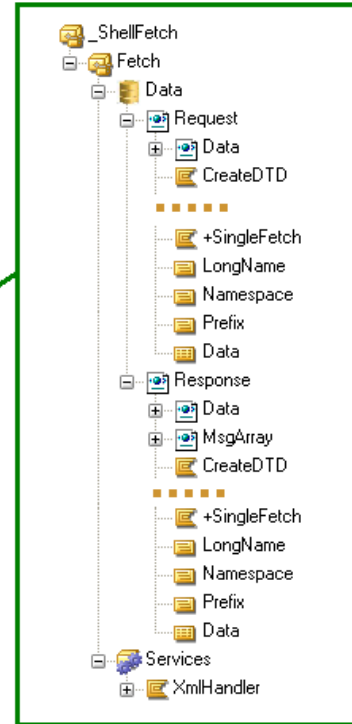 _ShellFetch
Fetch
Data
Request
Data
CreateDTD
+SingleFetch
LongName
Namespace
Prefix
Data
Response
Data
MsgArray
CreateDTD
+SingleFetch
LongName
Namespace
Prefix
Data
Services
XmlHandler